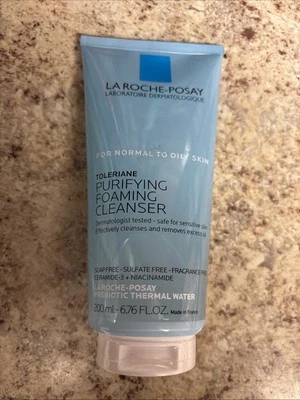 LA ROCHE-POSAY
LABORATOIRE DERMATOLOGIQUE
FOR NORMAL TO OILY SKIN
TOLERIANE
PURIFYING
FOAMING
CLEANSER
Dermatologist tested - safe for sensitive skin
Effectively cleanses and removes excess oil
SOAP FREE - SULFATE FREE - FRAGRANCE FREE
CERAMIDE-3 + NIACINAMIDE
LA ROCHE-POSAY
PREBIOTIC THERMAL WATER
200 ml - 6.76 FL.OZ. Made in France